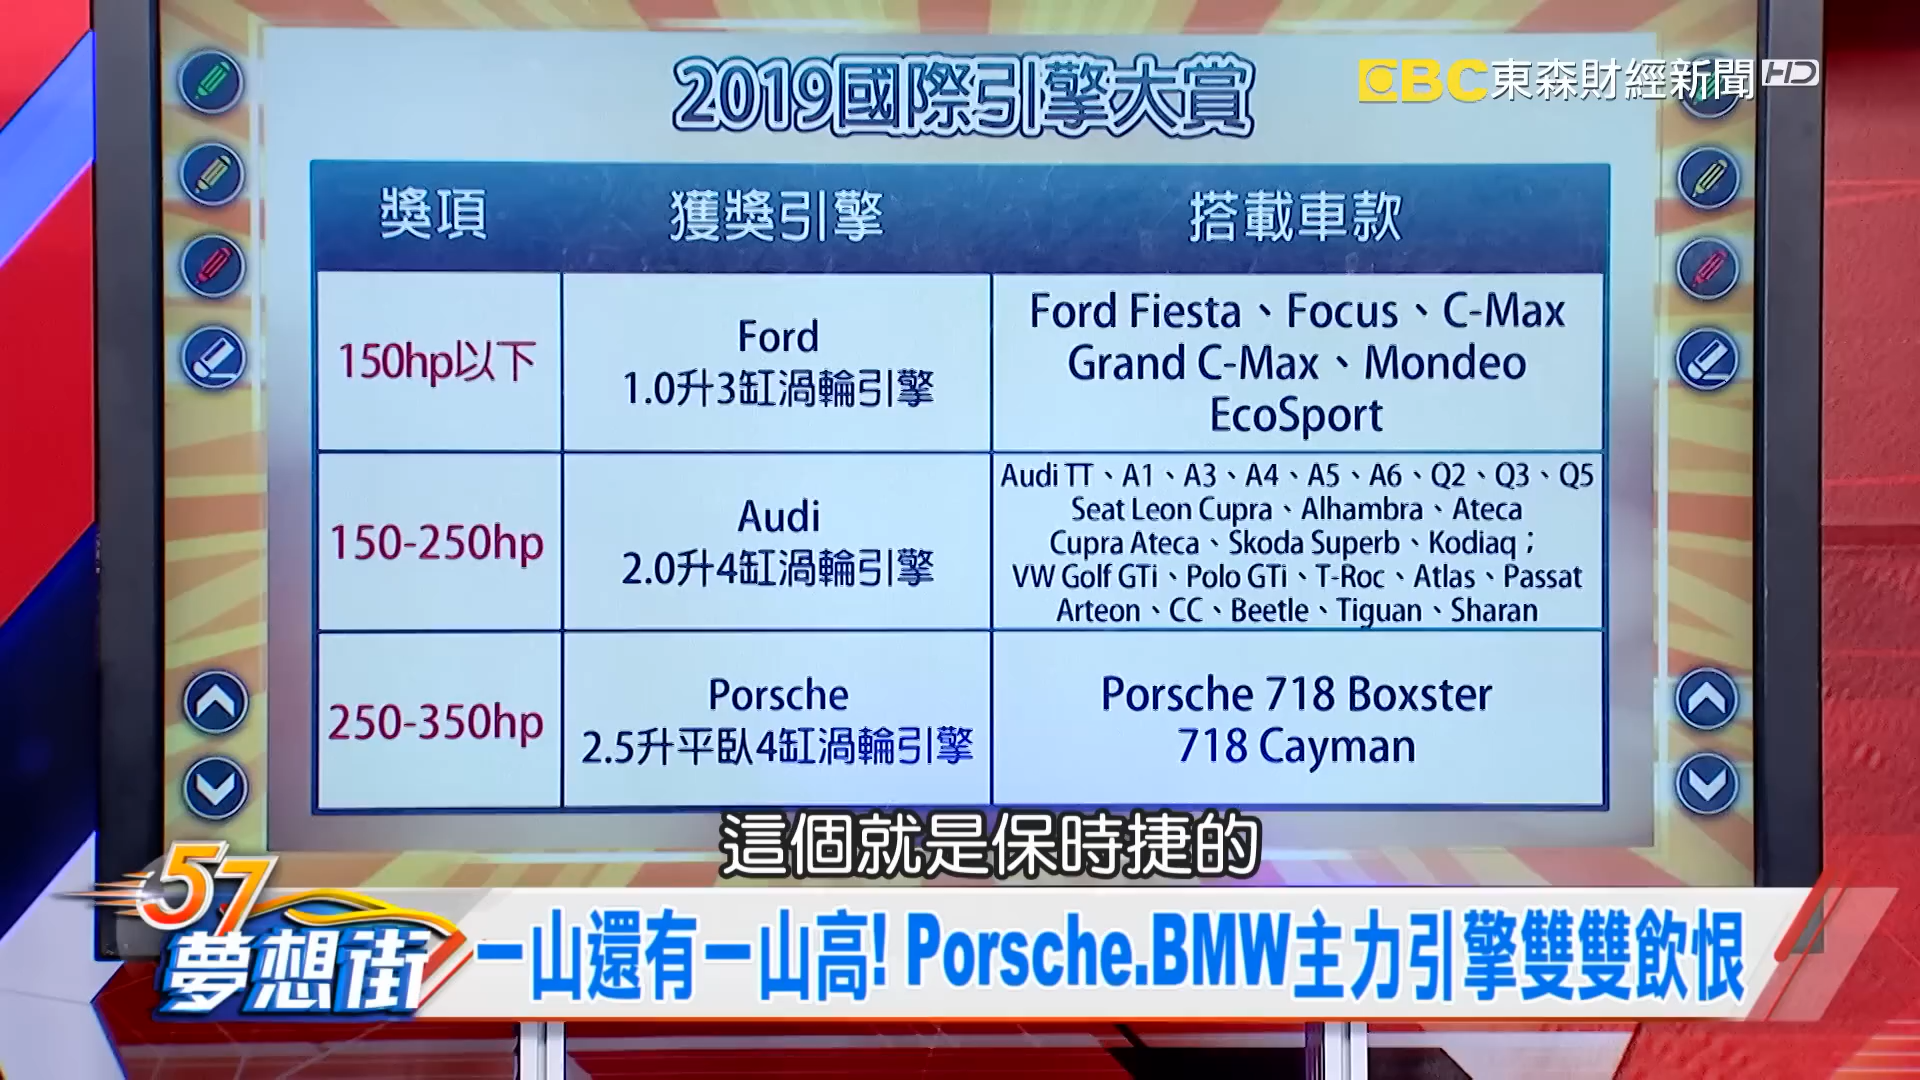 2019國際引擎大賞
EBC東森財經新聞HD
獎項
獲獎引擎
搭載車款
150hp以下
Ford
1.0升3缸渦輪引擎
Ford Fiesta、Focus、C-Max
Grand C-Max、Mondeo
EcoSport
150-250hp
Audi
2.0升4缸渦輪引擎
Audi TT、A1、A3、A4、A5、A6、Q2、Q3、Q5
Seat Leon Cupra、Alhambra、Ateca
Cupra Ateca、Skoda Superb、Kodiaq；
VW Golf GTi、Polo GTi、T-Roc、Atlas、Passat
Arteon、CC、Beetle、Tiguan、Sharan
250-350hp
Porsche
2.5升平臥4缸渦輪引擎
Porsche 718 Boxster
718 Cayman
這個就是保時捷的
57
夢想街
一山還有一山高! Porsche.BMW主力引擎雙雙飲恨